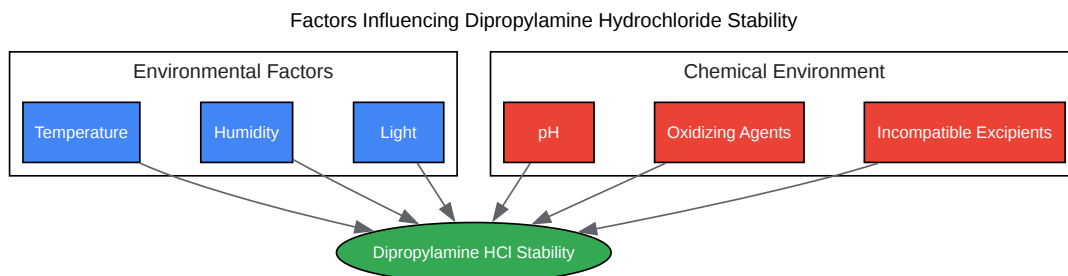 Factors Influencing Dipropylamine Hydrochloride Stability
Environmental Factors
Chemical Environment
Temperature
Humidity
Light
pH
Oxidizing Agents
Incompatible Excipients
Dipropylamine HCl Stability